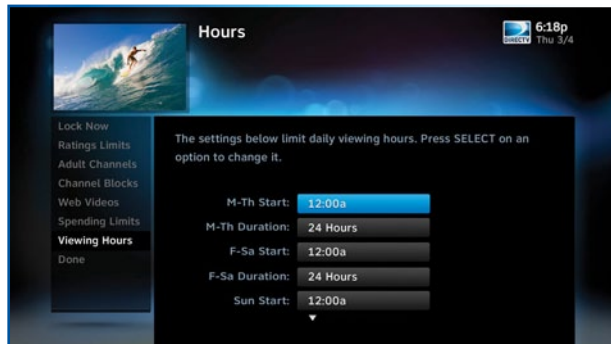 Hours
DIRECTV
6:18p
Thu 3/4
Lock Now
Ratings Limits
Adult Channels
Channel Blocks
Web Videos
Spending Limits
Viewing Hours
Done
The settings below limit daily viewing hours. Press SELECT on an
option to change it.
M-Th Start: 12:00a
M-Th Duration: 24 Hours
F-Sa Start: 12:00a
F-Sa Duration: 24 Hours
Sun Start: 12:00a